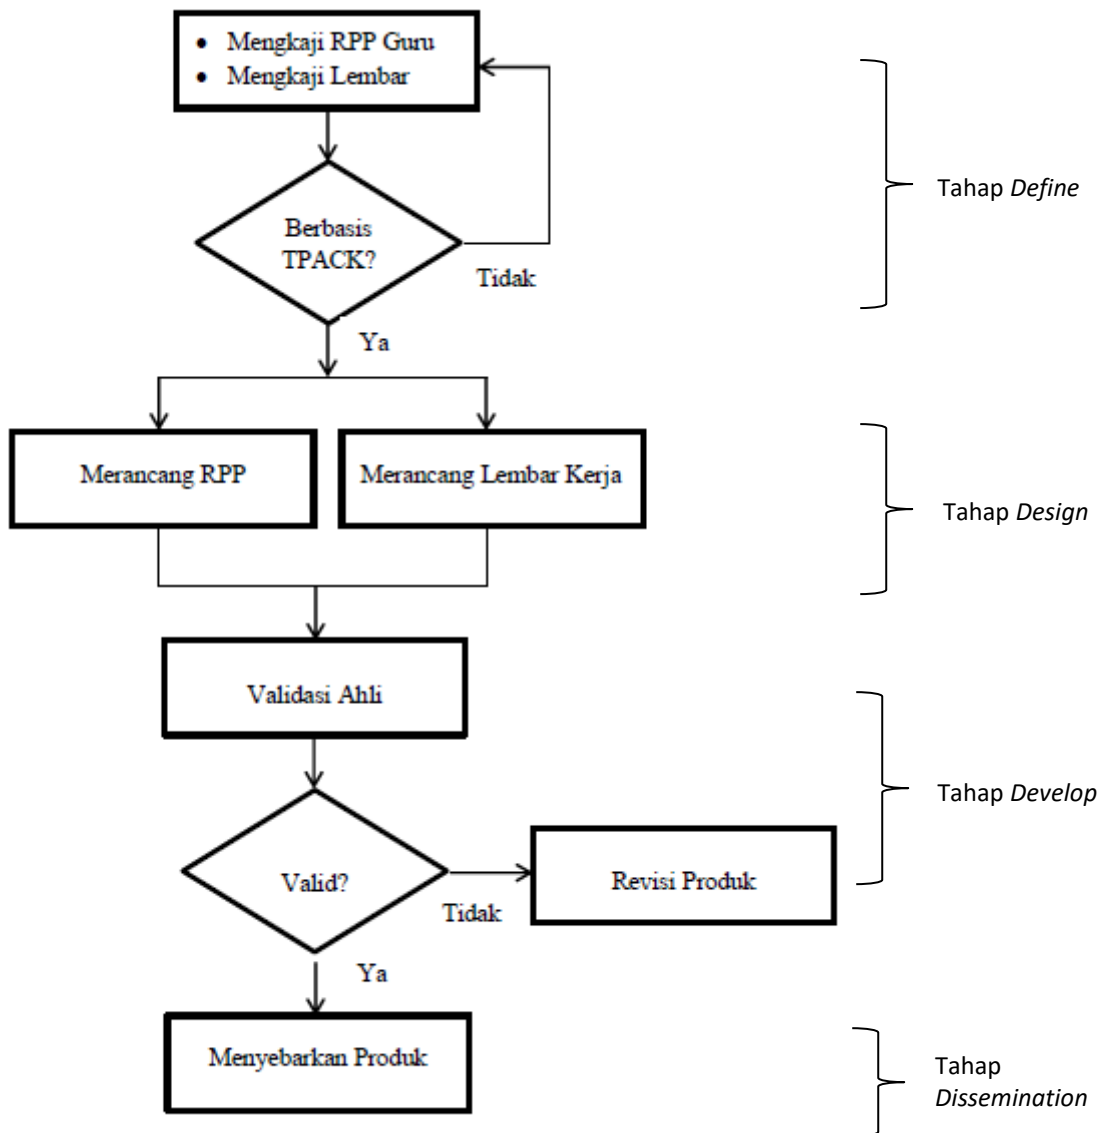 • Mengkaji RPP Guru
• Mengkaji Lembar
Tahap Define
Berbasis
TPACK?
Tidak
Ya
Merancang RPP
Merancang Lembar Kerja
Tahap Design
Validasi Ahli
Tahap Develop
Valid?
Tidak
Revisi Produk
Ya
Menyebarkan Produk
Tahap
Dissemination